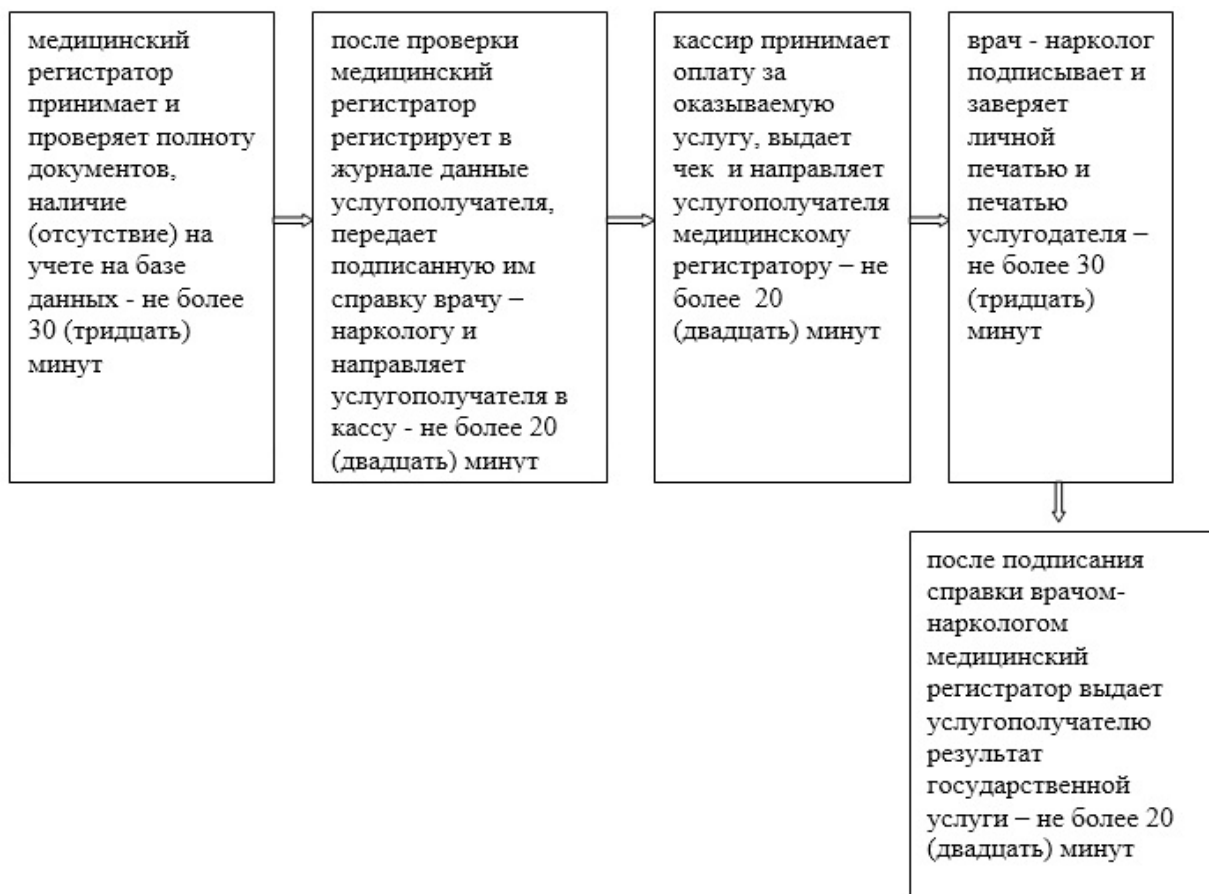 медицинский
регистратор
принимает и
проверяет полноту
документов,
наличие
(отсутствие) на
учете на базе
данных - не более
30 (тридцать)
минут
после проверки
медицинский
регистратор
регистрирует в
журнале данные
услугополучателя,
передает
подписанную им
справку врачу –
наркологу и
направляет
услугополучателя в
кассу - не более 20
(двадцать) минут
кассир принимает
оплату за
оказываемую
услугу, выдает
чек и направляет
услугополучателя
медицинскому
регистратору – не
более 20
(двадцать) минут
врач - нарколог
подписывает и
заверяет
личной
печатью и
печатью
услугодателя –
не более 30
(тридцать)
минут
после подписания
справки врачом-
наркологом
медицинский
регистратор выдает
услугополучателю
результат
государственной
услуги – не более 20
(двадцать) минут